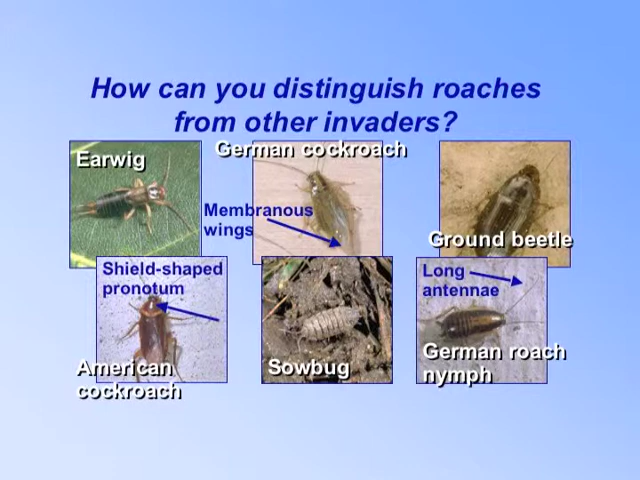 How can you distinguish roaches
from other invaders?
Earwig
German cockroach
Membranous
wings
Ground beetle
Shield-shaped
pronotum
American
cockroach
Sowbug
Long
antennae
German roach
nymph